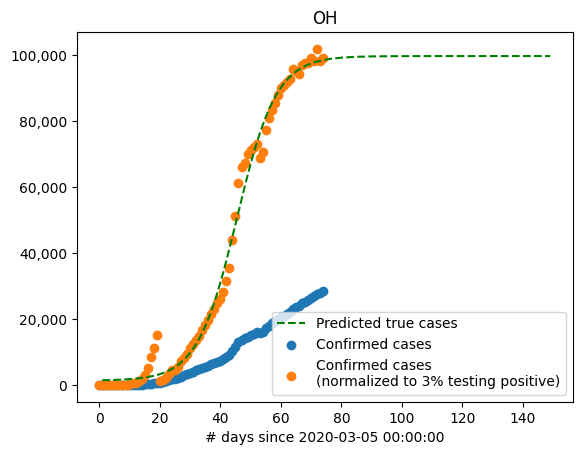 OH
100,000
80,000
60,000
40,000
20,000
0
Predicted true cases
Confirmed cases
Confirmed cases
(normalized to 3% testing positive)
0 20 40 60 80 100 120 140
# days since 2020-03-05 00:00:00